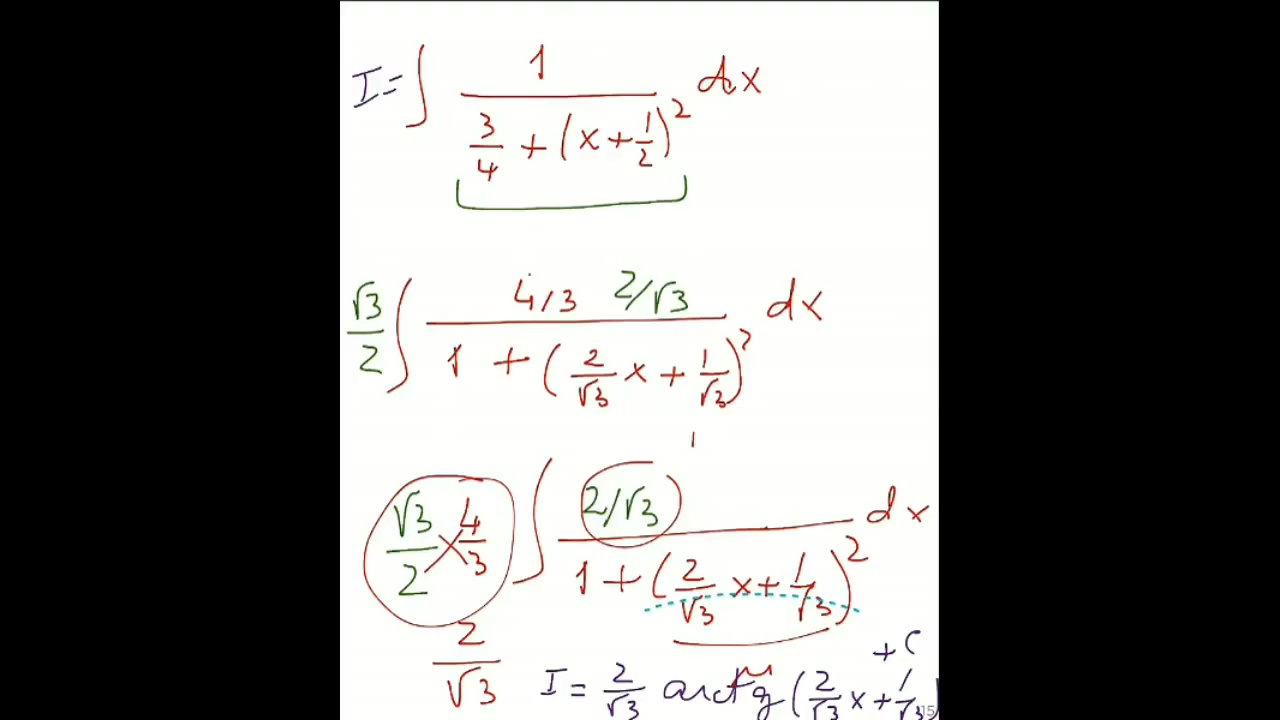 I = ∫ 1 / (3/4 + (x + 1/2)²) dx
√3/2 ∫ (4/3 2/√3) / (1 + (2/√3 x + 1/√3)²) dx
√3/2 × 4/3 ∫ (2/√3) / (1 + (2/√3 x + 1/√3)²) dx
2/√3
I = 2/√3 arctg (2/√3 x + 1/√3) + C
15